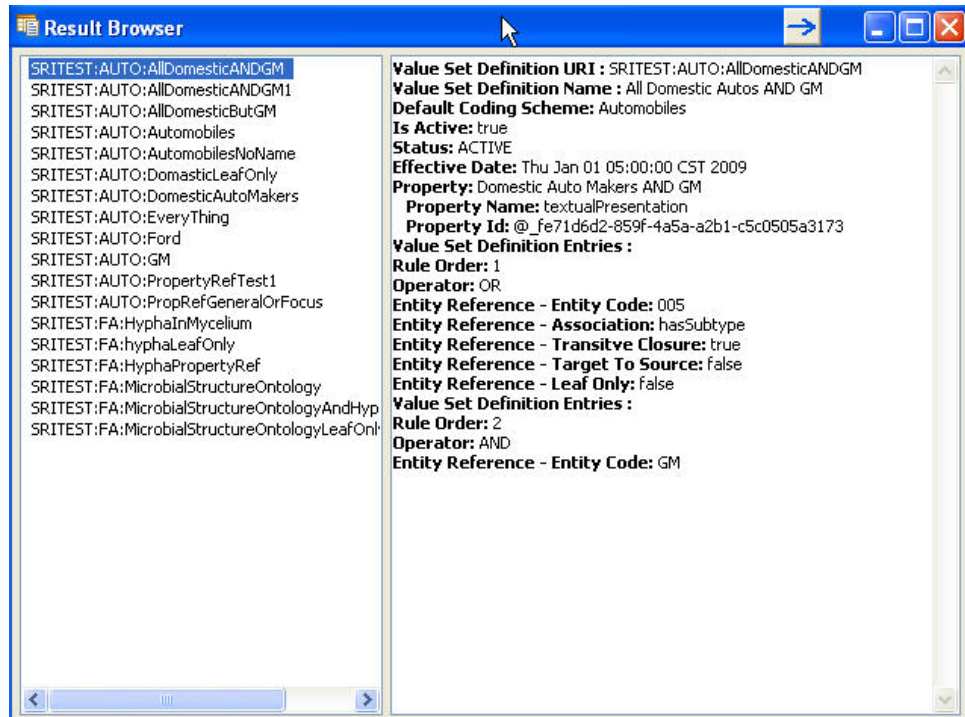 Result Browser
SRITEST:AUTO:AllDomesticANDGM
SRITEST:AUTO:AllDomesticANDGM1
SRITEST:AUTO:AllDomesticButGM
SRITEST:AUTO:Automobiles
SRITEST:AUTO:AutomobilesNoName
SRITEST:AUTO:DomasticLeafOnly
SRITEST:AUTO:DomesticAutoMakers
SRITEST:AUTO:EveryThing
SRITEST:AUTO:Ford
SRITEST:AUTO:GM
SRITEST:AUTO:PropertyRefTest1
SRITEST:AUTO:PropRefGeneralOrFocus
SRITEST:FA:HyphaInMycelium
SRITEST:FA:hyphaLeafOnly
SRITEST:FA:HyphaPropertyRef
SRITEST:FA:MicrobialStructureOntology
SRITEST:FA:MicrobialStructureOntologyAndHyp
SRITEST:FA:MicrobialStructureOntologyLeafOnl
Value Set Definition URI : SRITEST:AUTO:AllDomesticANDGM
Value Set Definition Name : All Domestic Autos AND GM
Default Coding Scheme: Automobiles
Is Active: true
Status: ACTIVE
Effective Date: Thu Jan 01 05:00:00 CST 2009
Property: Domestic Auto Makers AND GM
Property Name: textualPresentation
Property Id: @_fe71d6d2-859f-4a5a-a2b1-c5c0505a3173
Value Set Definition Entries :
Rule Order: 1
Operator: OR
Entity Reference - Entity Code: 005
Entity Reference - Association: hasSubtype
Entity Reference - Transitve Closure: true
Entity Reference - Target To Source: false
Entity Reference - Leaf Only: false
Value Set Definition Entries :
Rule Order: 2
Operator: AND
Entity Reference - Entity Code: GM